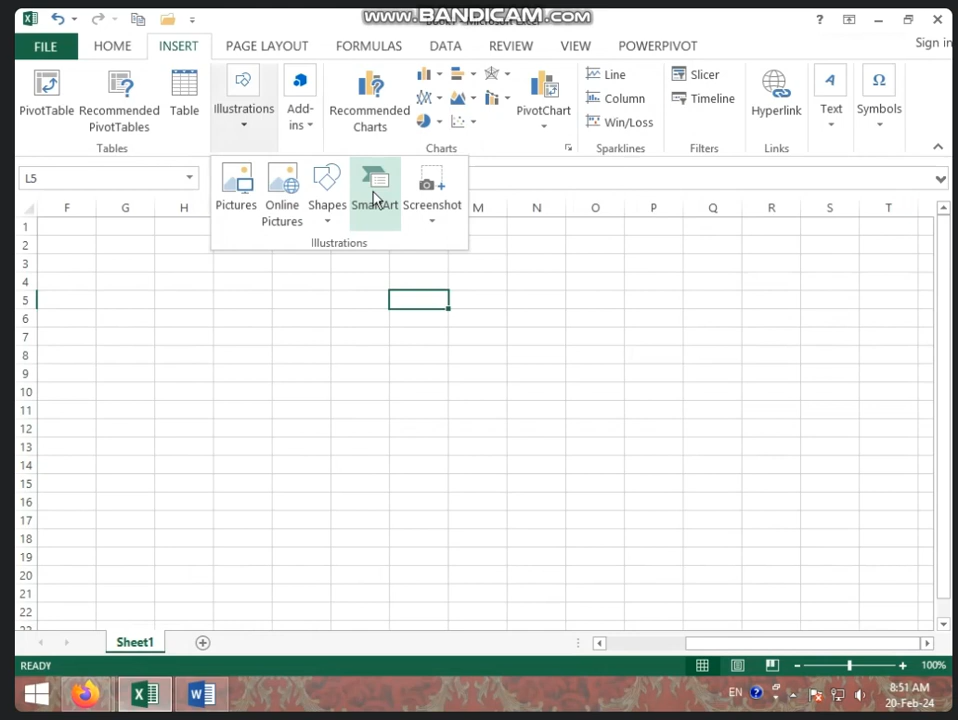 www.BANDICAM.com
FILE HOME INSERT PAGE LAYOUT FORMULAS DATA REVIEW VIEW POWERPIVOT Sign in
PivotTable Recommended PivotTables Table Illustrations Add-ins Recommended Charts PivotChart Line Column Win/Loss Slicer Timeline Hyperlink Text Symbols
Tables Charts Sparklines Filters Links
L5
Pictures Online Pictures Shapes SmartArt Screenshot
Illustrations
F G H M N O P Q R S T
1
2
3
4
5
6
7
8
9
10
11
12
13
14
15
16
17
18
19
20
21
22
Sheet1
READY 100%
EN 8:51 AM
20-Feb-24